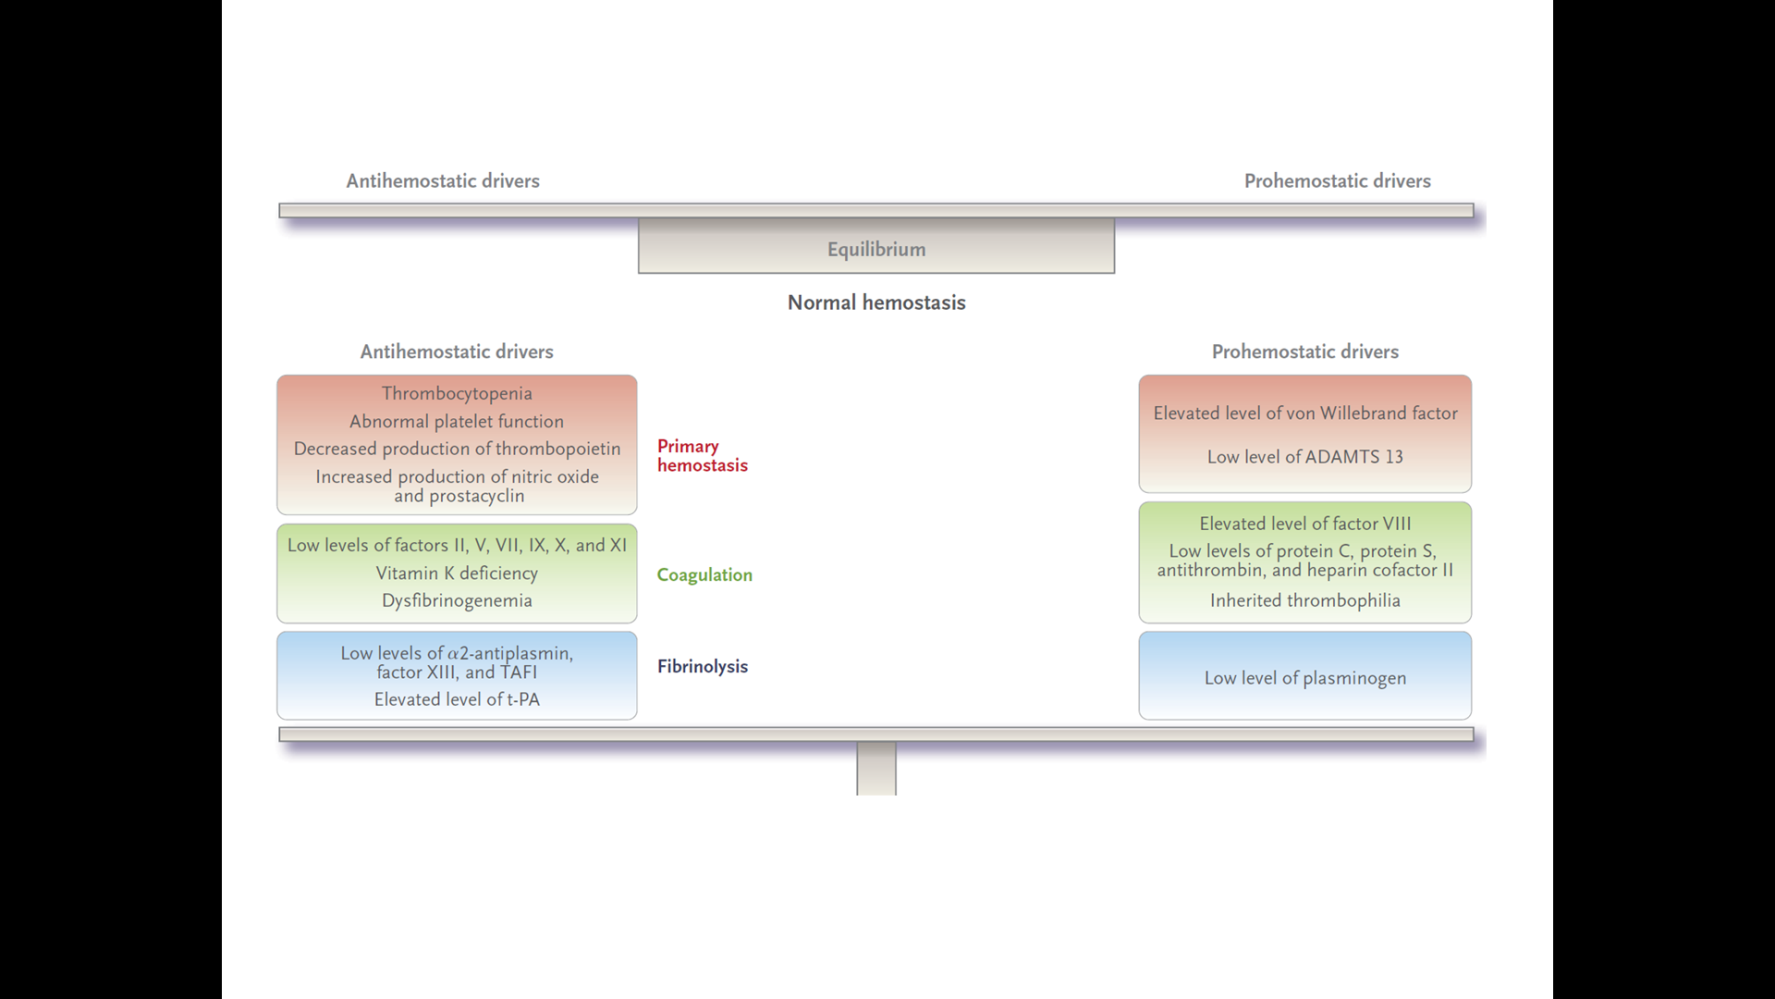 Antihemostatic drivers
Prohemostatic drivers
Equilibrium
Normal hemostasis
Antihemostatic drivers
Prohemostatic drivers
Thrombocytopenia
Abnormal platelet function
Decreased production of thrombopoietin
Increased production of nitric oxide
and prostacyclin
Primary
hemostasis
Elevated level of von Willebrand factor
Low level of ADAMTS 13
Low levels of factors II, V, VII, IX, X, and XI
Vitamin K deficiency
Dysfibrinogenemia
Coagulation
Elevated level of factor VIII
Low levels of protein C, protein S,
antithrombin, and heparin cofactor II
Inherited thrombophilia
Low levels of α2-antiplasmin,
factor XIII, and TAFI
Elevated level of t-PA
Fibrinolysis
Low level of plasminogen